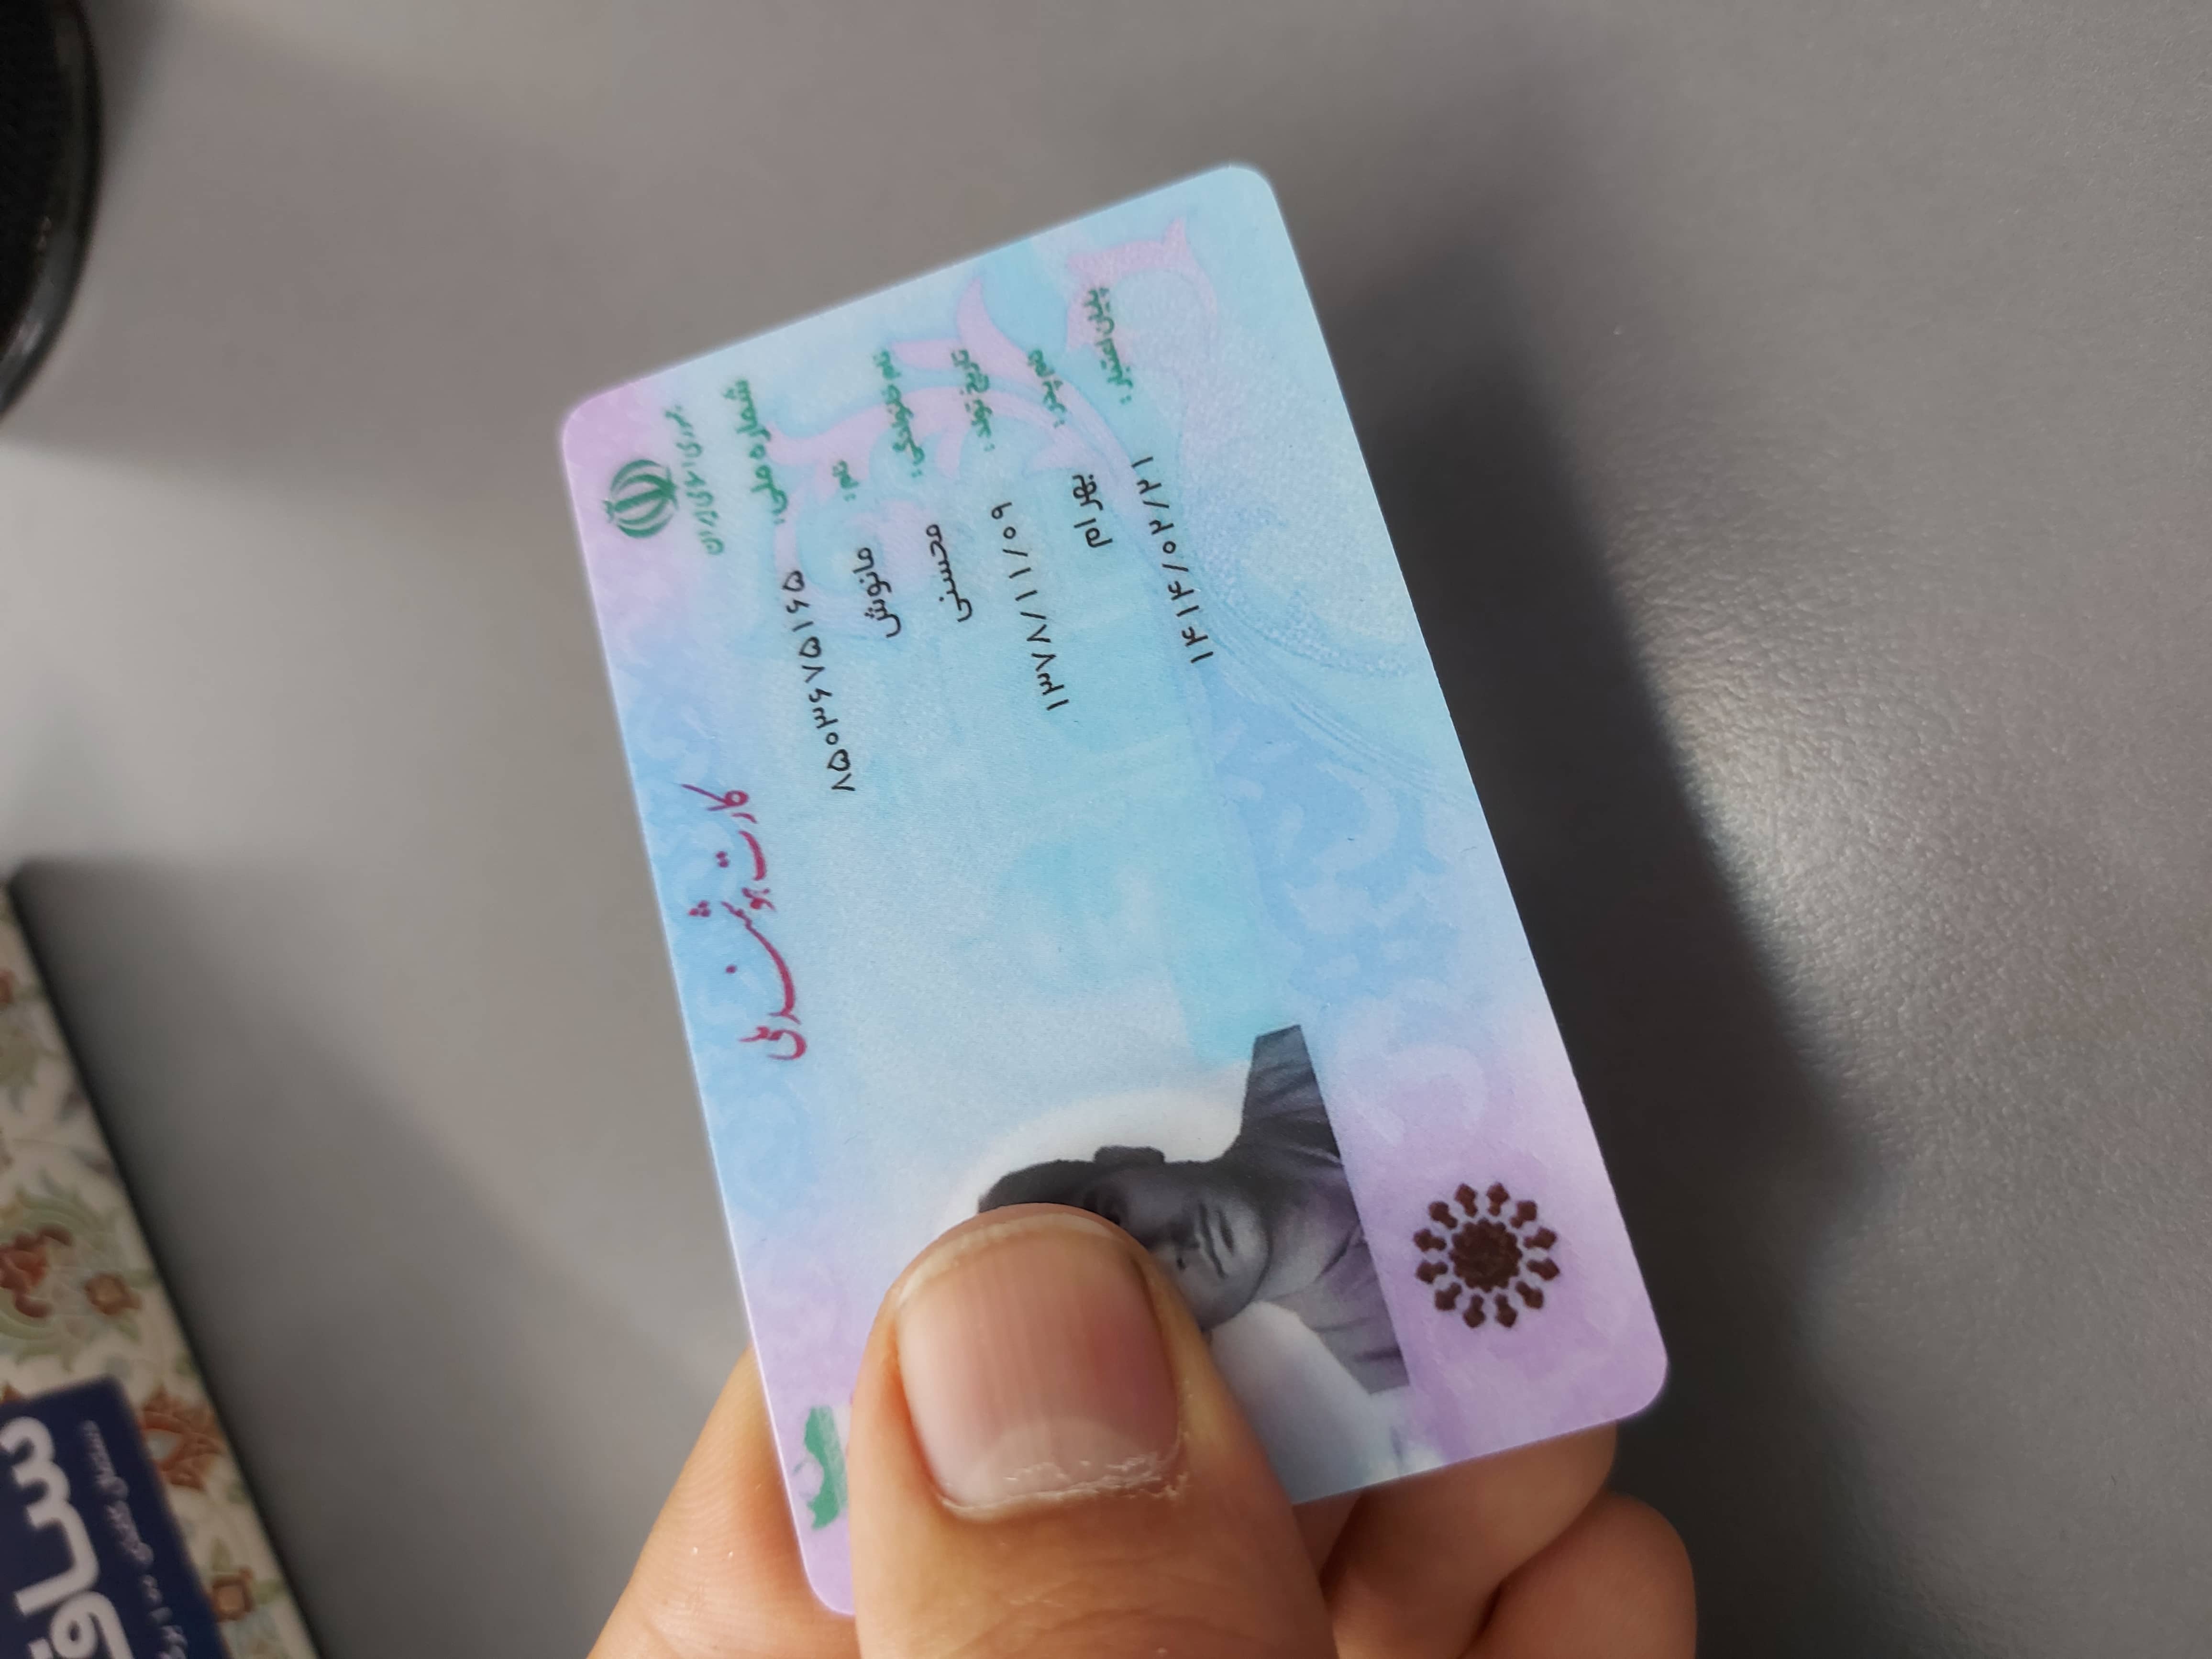 جمهوری اسلامی ایران
کارت هوشمند ملی
شماره ملی: ۸۵۰۳۶۷۵۱۶۵
نام: مانوش
نام خانوادگی: محسنی
تاریخ تولد: ۱۳۷۸/۱۱/۰۹
نام پدر: بهرام
پایان اعتبار: ۱۴۱۴/۰۲/۲۱